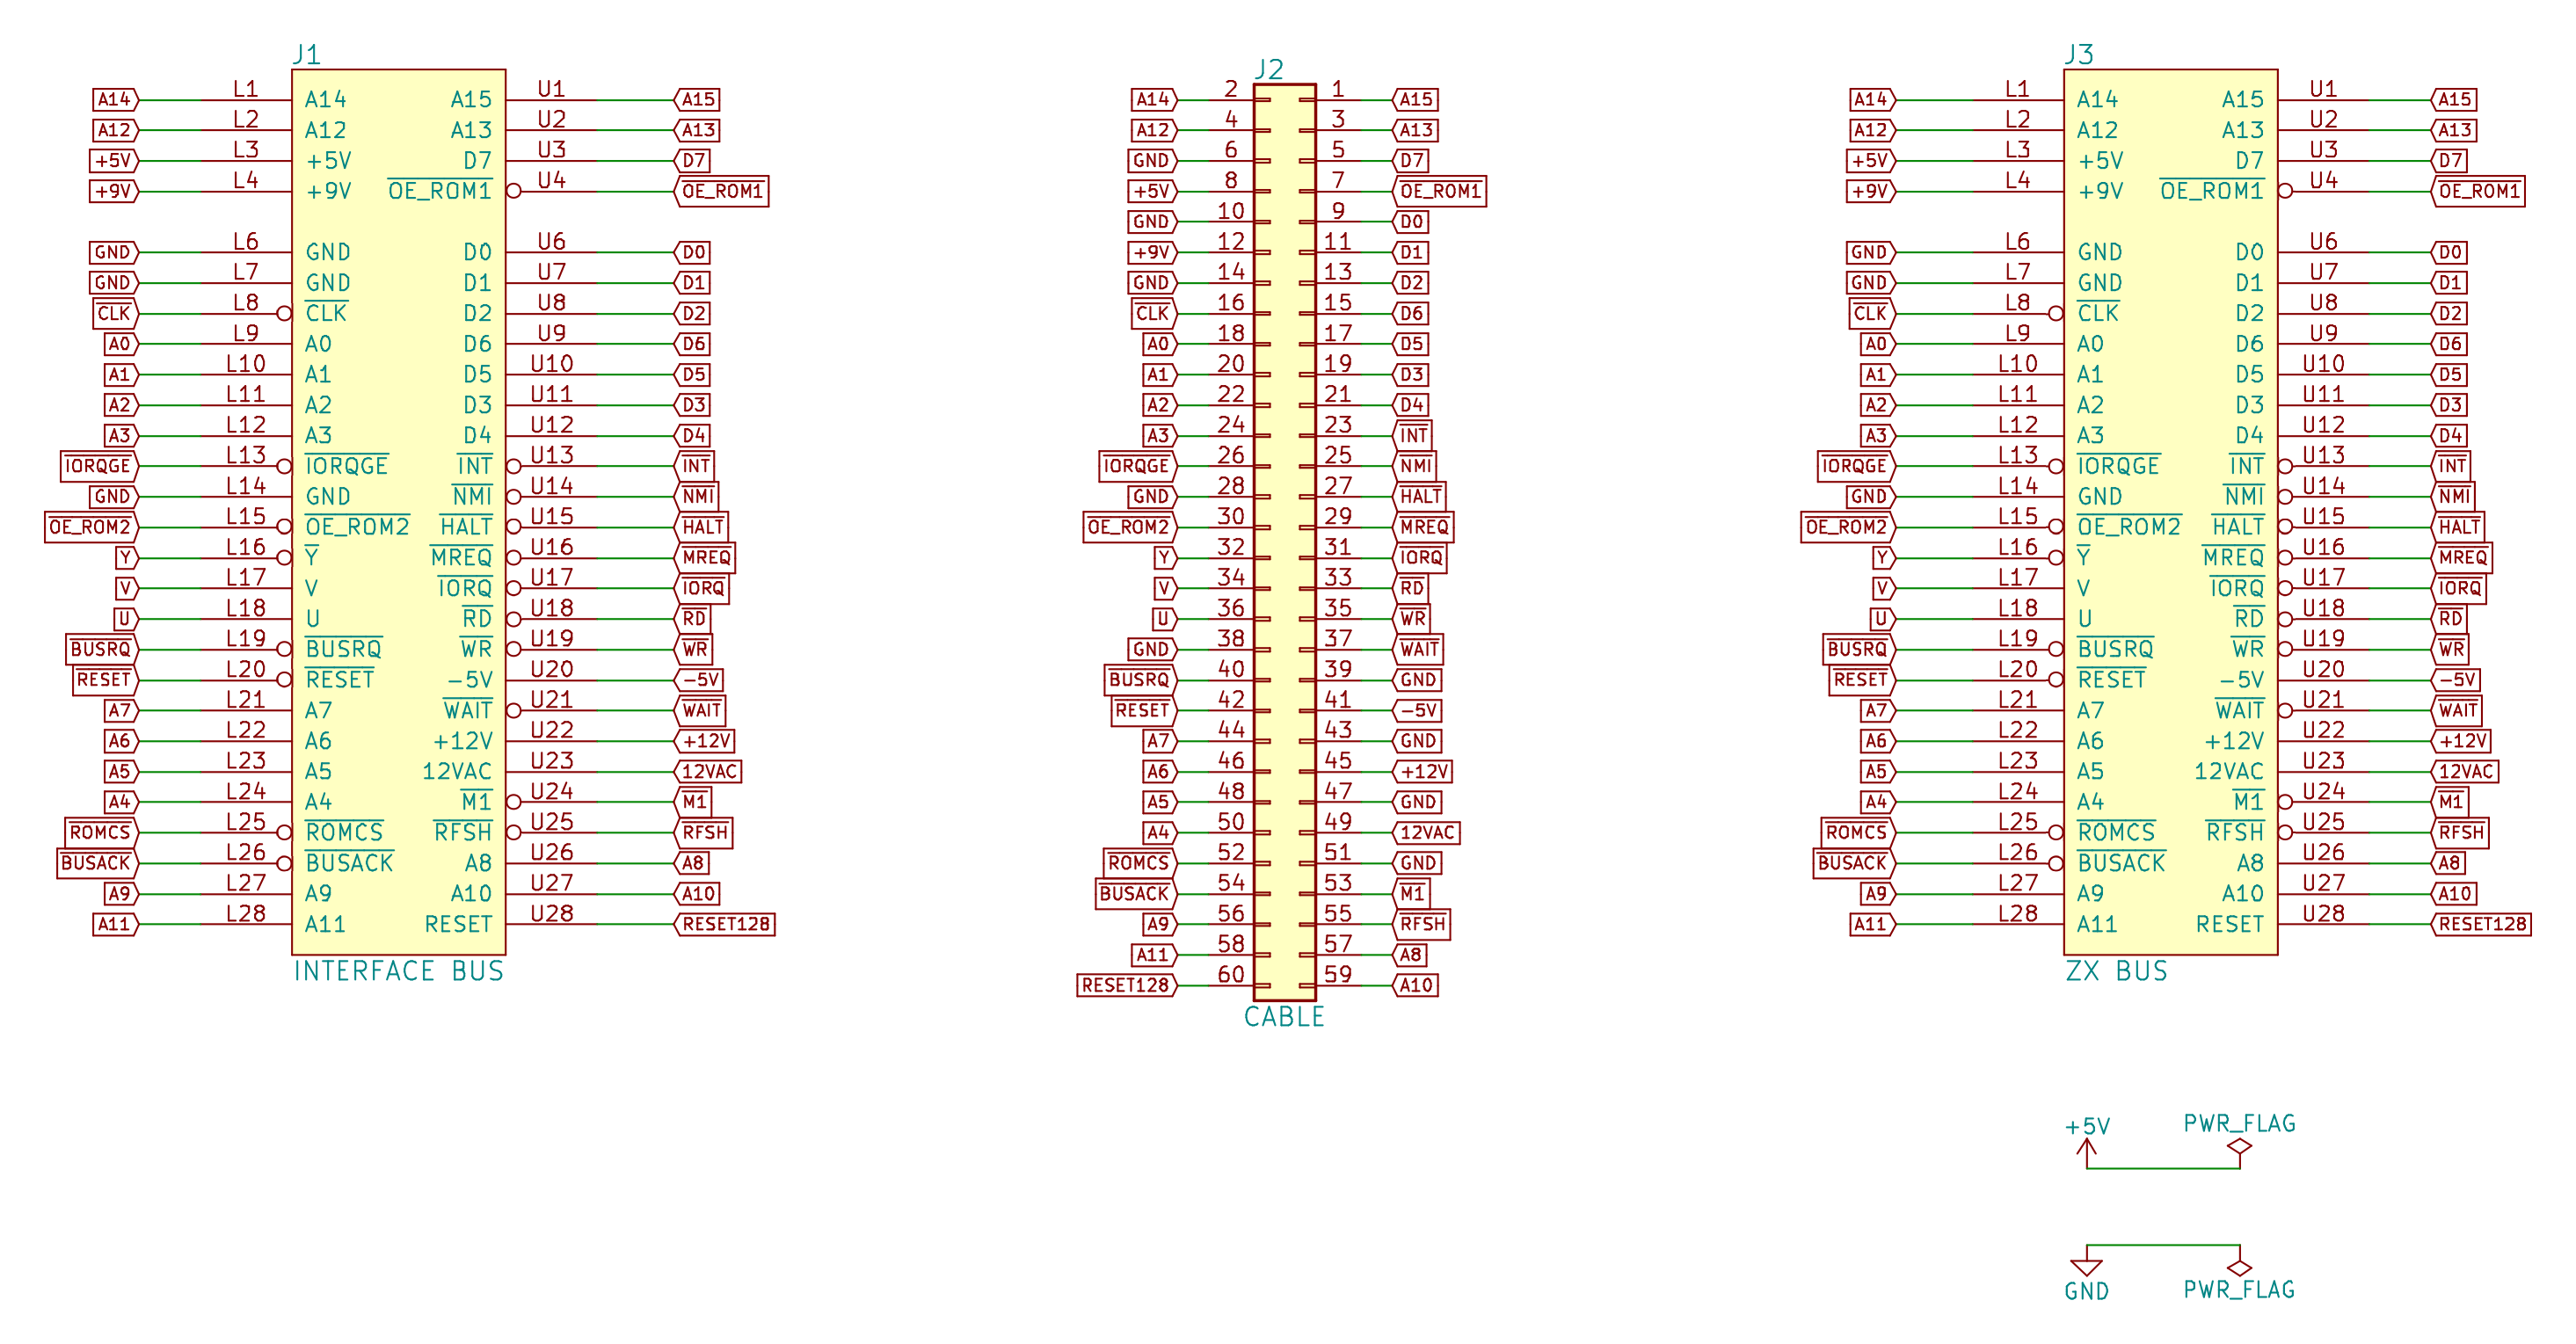 J1 J2 J3
A14 L1 A14 A15 U1 A15 A14 2 1 A15 A14 L1 A14 A15 U1 A15
A12 L2 A12 A13 U2 A13 A12 4 3 A13 A12 L2 A12 A13 U2 A13
+5V L3 +5V D7 U3 D7 GND 6 5 D7 +5V L3 +5V D7 U3 D7
+9V L4 +9V OE_ROM1 U4 OE_ROM1 +5V 8 7 OE_ROM1 +9V L4 +9V OE_ROM1 U4 OE_ROM1
GND 10 9 D0
GND L6 GND D0 U6 D0 +9V 12 11 D1 GND L6 GND D0 U6 D0
GND L7 GND D1 U7 D1 GND 14 13 D2 GND L7 GND D1 U7 D1
CLK L8 CLK D2 U8 D2 CLK 16 15 D6 CLK L8 CLK D2 U8 D2
A0 L9 A0 D6 U9 D6 A0 18 17 D5 A0 L9 A0 D6 U9 D6
A1 L10 A1 D5 U10 D5 A1 20 19 D3 A1 L10 A1 D5 U10 D5
A2 L11 A2 D3 U11 D3 A2 22 21 D4 A2 L11 A2 D3 U11 D3
A3 L12 A3 D4 U12 D4 A3 24 23 INT A3 L12 A3 D4 U12 D4
IORQGE L13 IORQGE INT U13 INT IORQGE 26 25 NMI IORQGE L13 IORQGE INT U13 INT
GND L14 GND NMI U14 NMI GND 28 27 HALT GND L14 GND NMI U14 NMI
OE_ROM2 L15 OE_ROM2 HALT U15 HALT OE_ROM2 30 29 MREQ OE_ROM2 L15 OE_ROM2 HALT U15 HALT
Y L16 Y MREQ U16 MREQ Y 32 31 IORQ Y L16 Y MREQ U16 MREQ
V L17 V IORQ U17 IORQ V 34 33 RD V L17 V IORQ U17 IORQ
U L18 U RD U18 RD U 36 35 WR U L18 U RD U18 RD
BUSRQ L19 BUSRQ WR U19 WR GND 38 37 WAIT BUSRQ L19 BUSRQ WR U19 WR
RESET L20 RESET -5V U20 -5V BUSRQ 40 39 GND RESET L20 RESET -5V U20 -5V
A7 L21 A7 WAIT U21 WAIT RESET 42 41 -5V A7 L21 A7 WAIT U21 WAIT
A6 L22 A6 +12V U22 +12V A7 44 43 GND A6 L22 A6 +12V U22 +12V
A5 L23 A5 12VAC U23 12VAC A6 46 45 +12V A5 L23 A5 12VAC U23 12VAC
A4 L24 A4 M1 U24 M1 A5 48 47 GND A4 L24 A4 M1 U24 M1
ROMCS L25 ROMCS RFSH U25 RFSH A4 50 49 12VAC ROMCS L25 ROMCS RFSH U25 RFSH
BUSACK L26 BUSACK A8 U26 A8 ROMCS 52 51 GND BUSACK L26 BUSACK A8 U26 A8
A9 L27 A9 A10 U27 A10 BUSACK 54 53 M1 A9 L27 A9 A10 U27 A10
A11 L28 A11 RESET U28 RESET128 A9 56 55 RFSH A11 L28 A11 RESET U28 RESET128
A11 58 57 A8
INTERFACE BUS RESET128 60 59 A10 ZX BUS
CABLE
+5V PWR_FLAG
GND PWR_FLAG